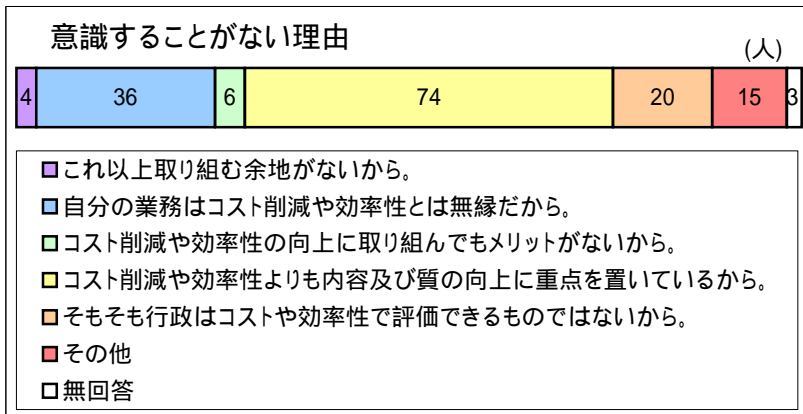 意識することがない理由
(人)
4 36 6 74 20 15 3
これ以上取り組む余地がないから。
自分の業務はコスト削減や効率性とは無縁だから。
コスト削減や効率性の向上に取り組んでもメリットがないから。
コスト削減や効率性よりも内容及び質の向上に重点を置いているから。
そもそも行政はコストや効率性で評価できるものではないから。
その他
無回答